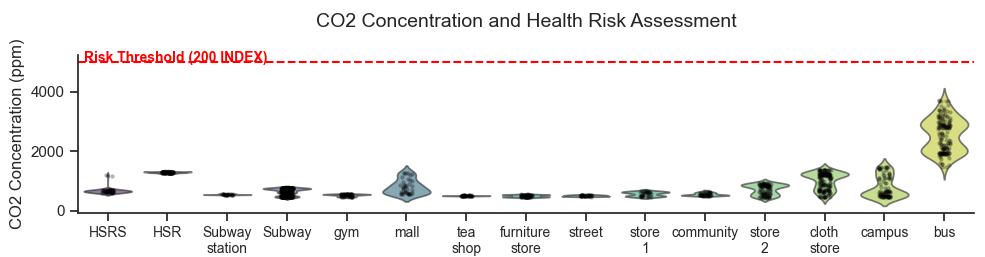 CO2 Concentration and Health Risk Assessment
Risk Threshold (200 INDEX)
CO2 Concentration (ppm)
4000
2000
0
HSRS HSR Subway station Subway gym mall tea shop furniture store street store 1 community store 2 cloth store campus bus